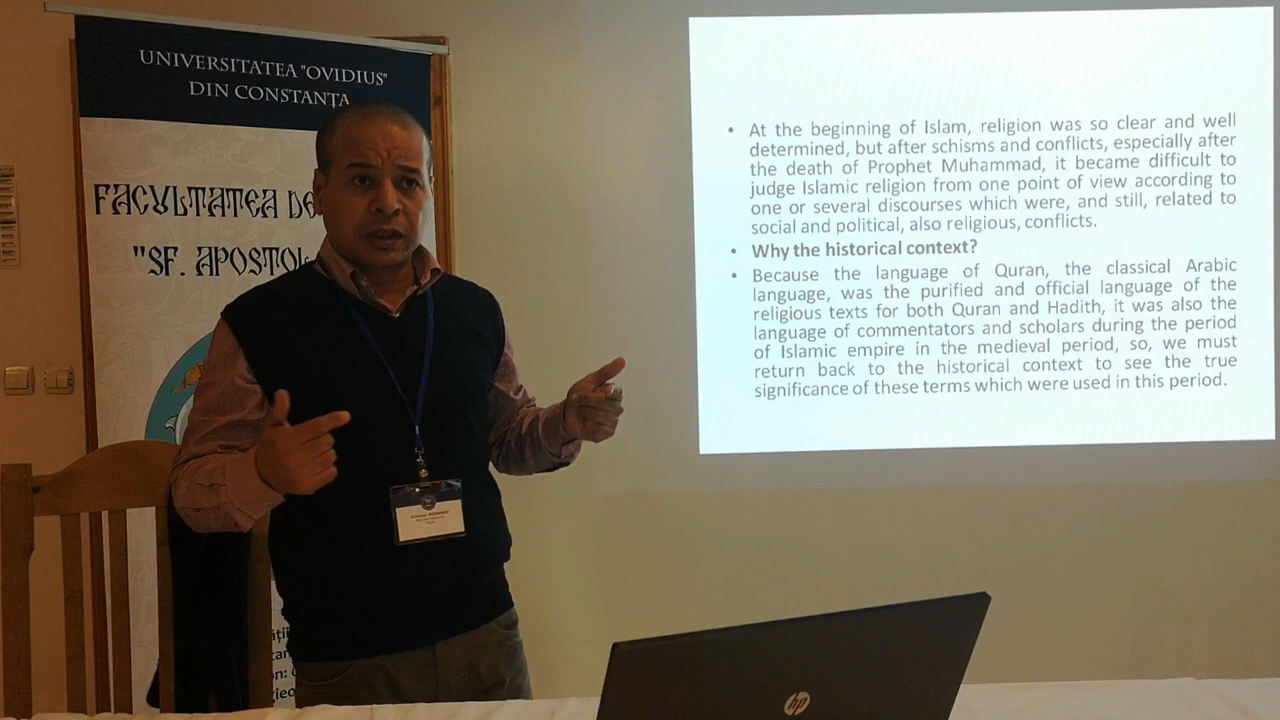 UNIVERSITATEA "OVIDIUS"
DIN CONSTANȚA
FACULTATEA DE
"SF. APOSTOL
• At the beginning of Islam, religion was so clear and well
determined, but after schisms and conflicts, especially after
the death of Prophet Muhammad, it became difficult to
judge Islamic religion from one point of view according to
one or several discourses which were, and still, related to
social and political, also religious, conflicts.
• Why the historical context?
• Because the language of Quran, the classical Arabic
language, was the purified and official language of the
religious texts for both Quran and Hadith, it was also the
language of commentators and scholars during the period
of Islamic empire in the medieval period, so, we must
return back to the historical context to see the true
significance of these terms which were used in this period.
MOHAMED
hp